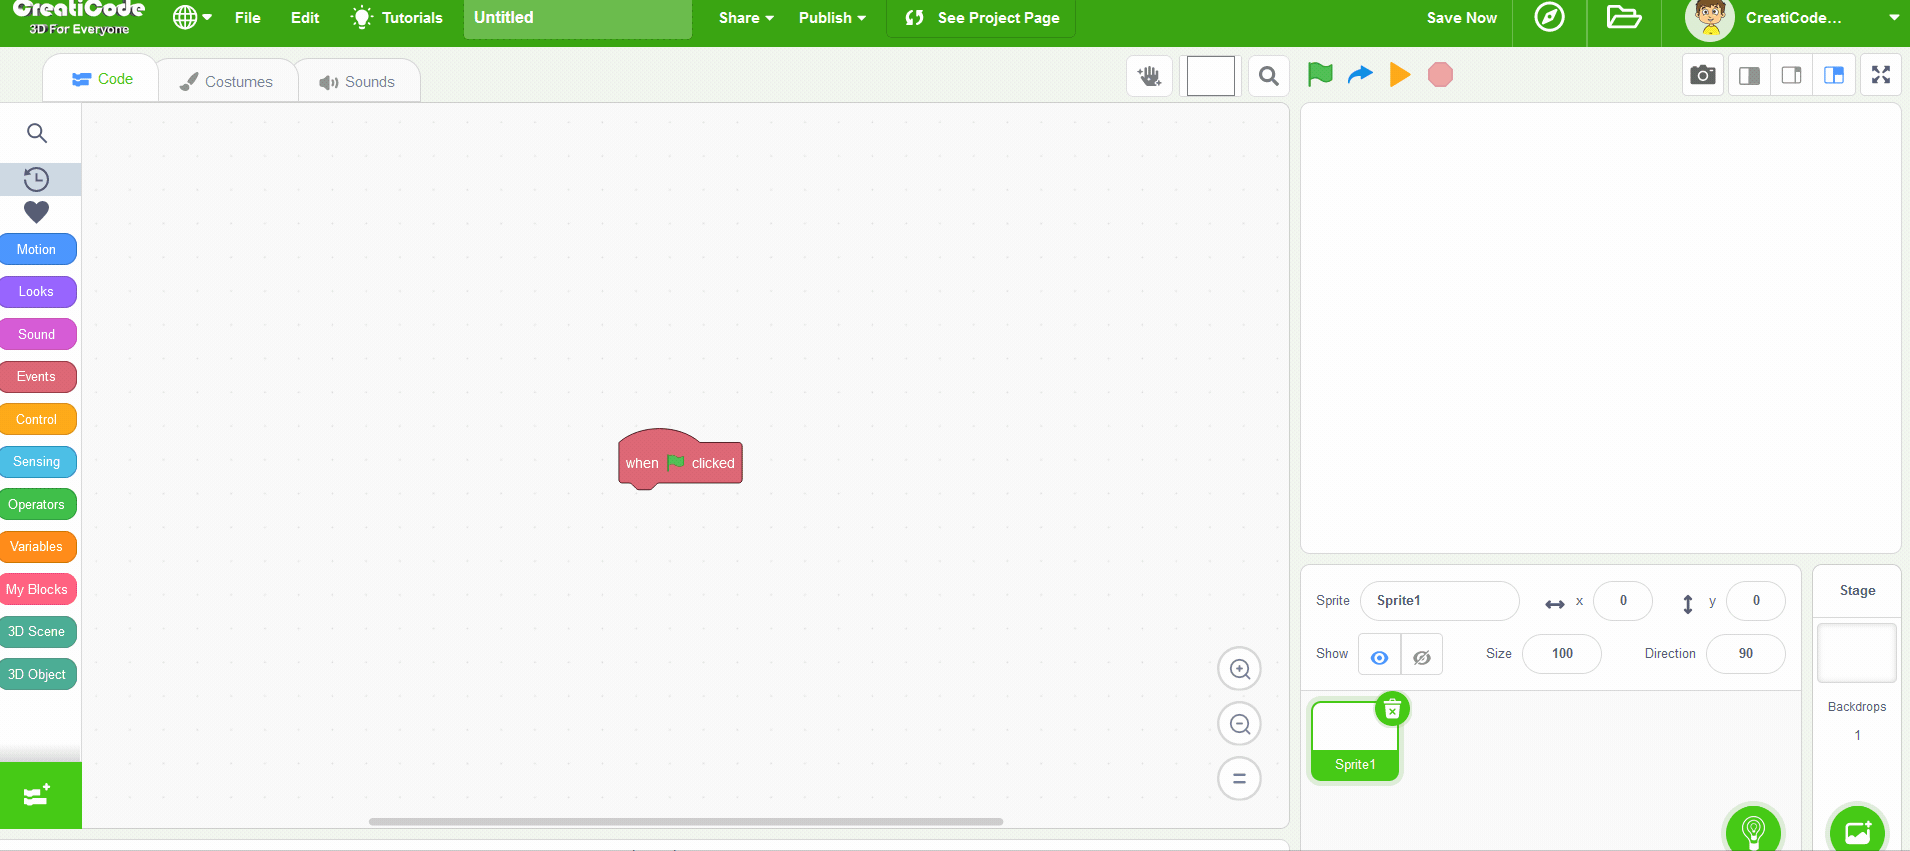 CreatiCode
3D For Everyone
File
Edit
Tutorials
Untitled
Share
Publish
See Project Page
Save Now
CreatiCode...
Code
Costumes
Sounds
Motion
Looks
Sound
Events
Control
Sensing
Operators
Variables
My Blocks
3D Scene
3D Object
when clicked
Sprite
Sprite1
x
0
y
0
Show
Size
100
Direction
90
Sprite1
Stage
Backdrops
1